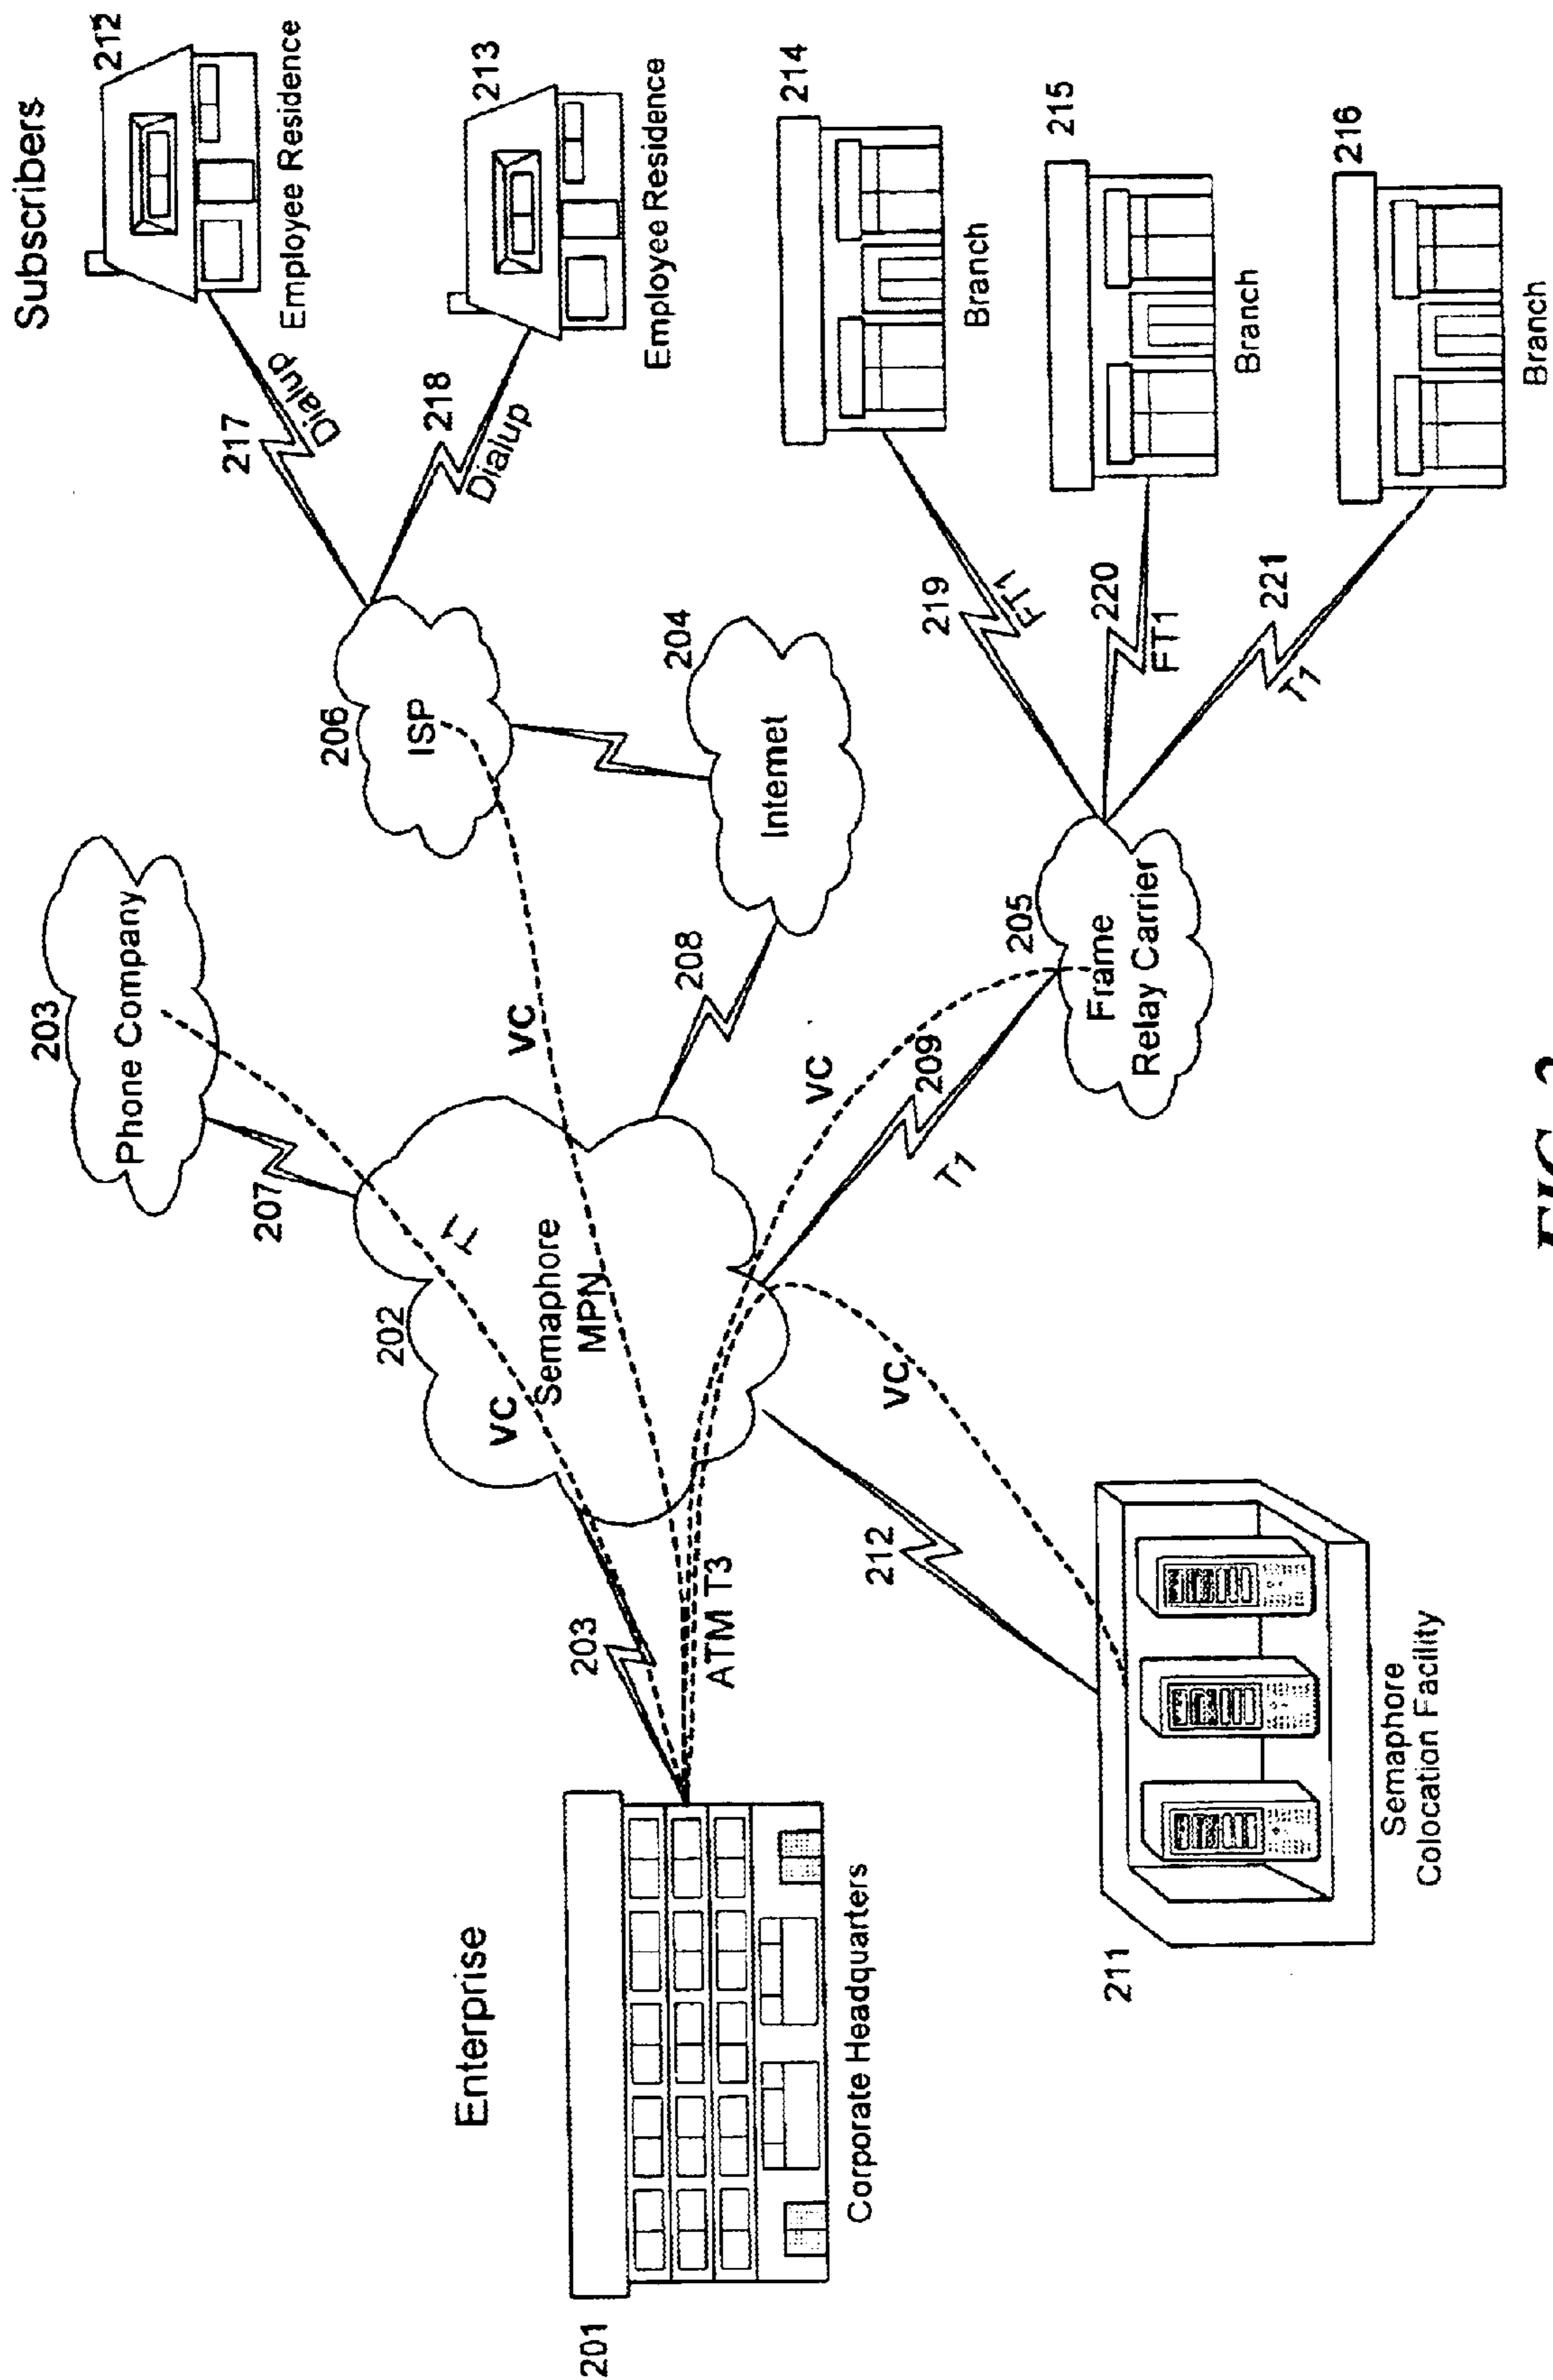 Enterprise
Subscribers
201
Corporate Headquarters
203
ATM T3
202
VC
Semaphore
MPN
T1
207
203
Phone Company
VC
206
ISP
208
204
Internet
VC
209
T1
205
Frame
Relay Carrier
VC
212
211
Semaphore
Colocation Facility
217
Dialup
212
Employee Residence
218
Dialup
213
Employee Residence
219
FT1
214
Branch
220
FT1
215
Branch
221
T1
216
Branch